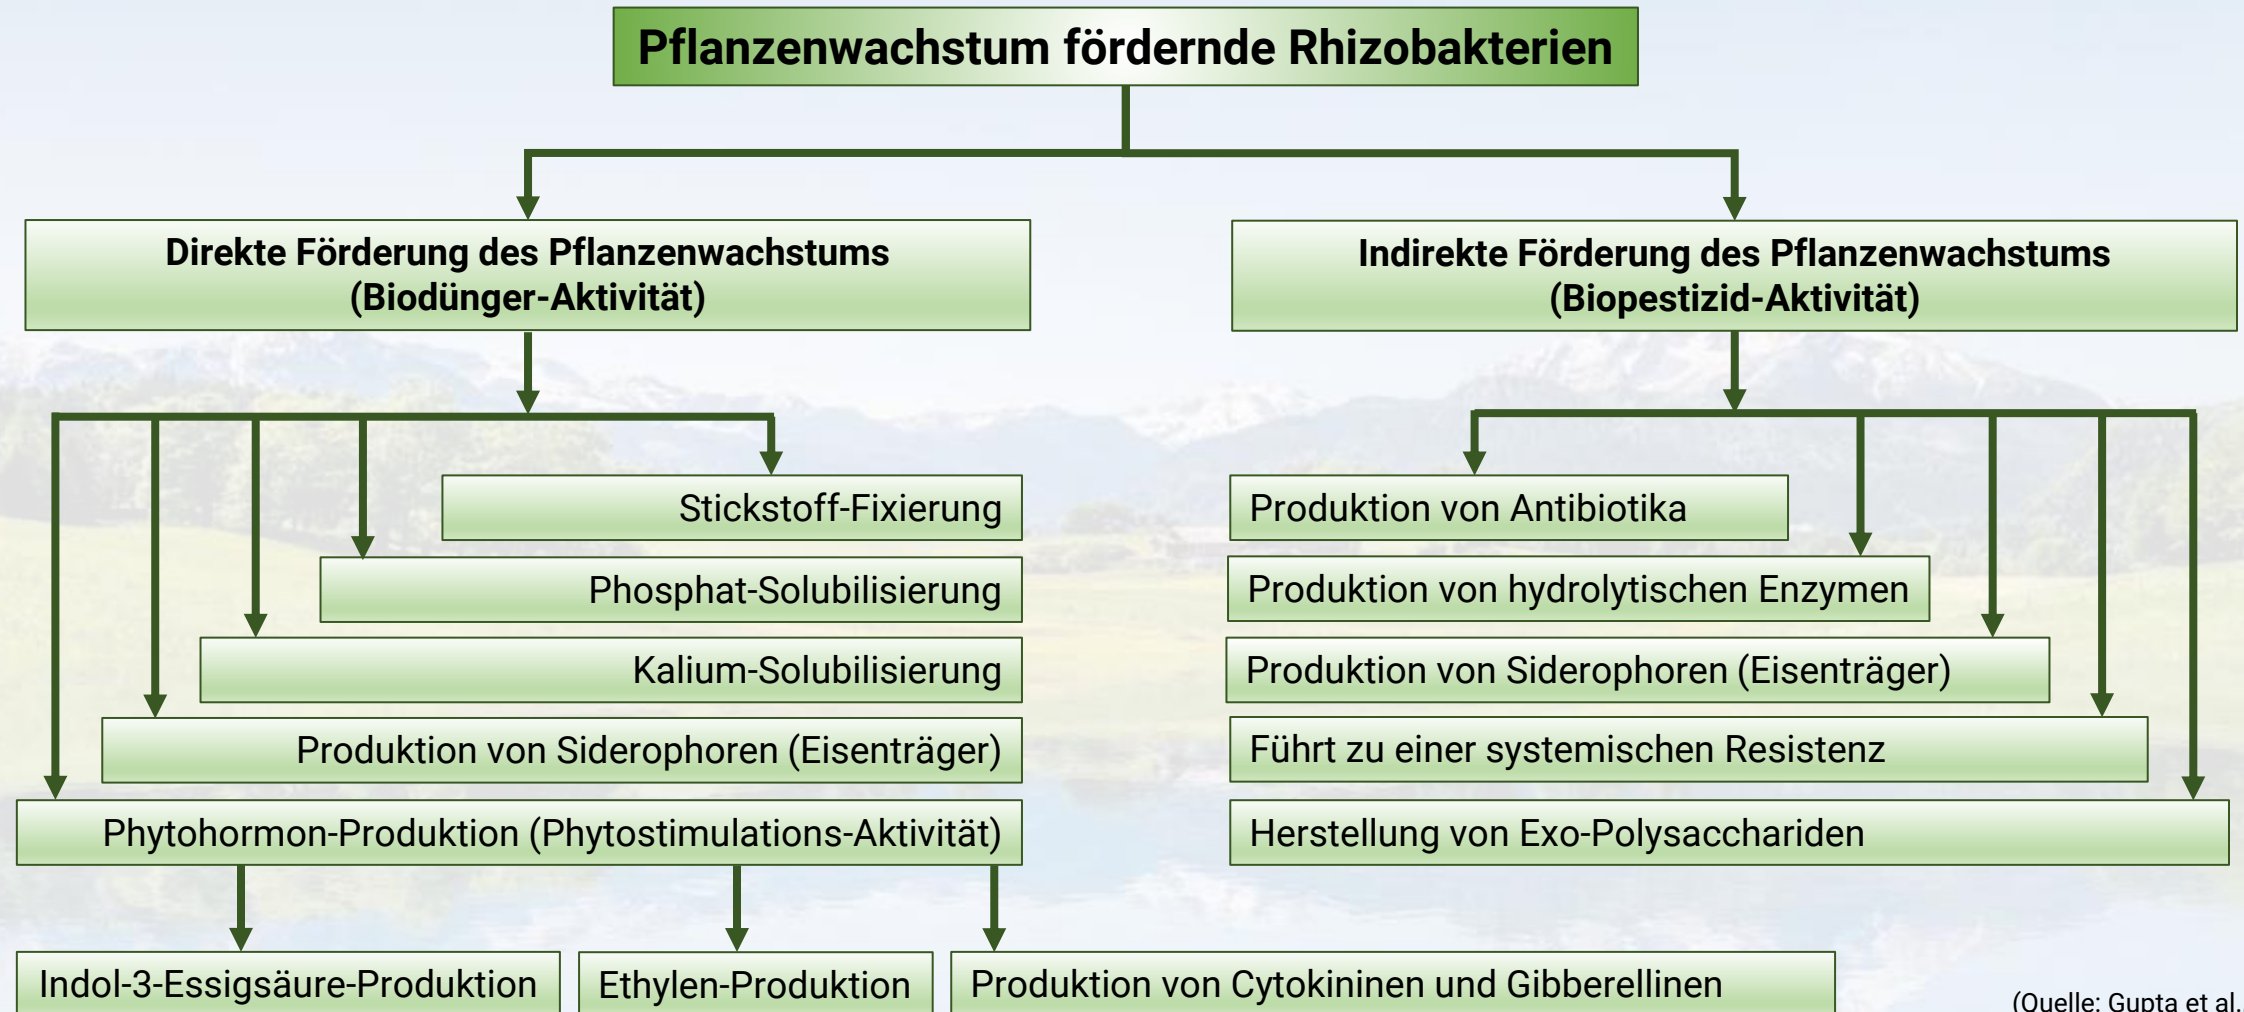 Pflanzenwachstum fördernde Rhizobakterien
Direkte Förderung des Pflanzenwachstums
(Biodünger-Aktivität)
Indirekte Förderung des Pflanzenwachstums
(Biopestizid-Aktivität)
Stickstoff-Fixierung
Phosphat-Solubilisierung
Kalium-Solubilisierung
Produktion von Siderophoren (Eisenträger)
Phytohormon-Produktion (Phytostimulations-Aktivität)
Produktion von Antibiotika
Produktion von hydrolytischen Enzymen
Produktion von Siderophoren (Eisenträger)
Führt zu einer systemischen Resistenz
Herstellung von Exo-Polysacchariden
Indol-3-Essigsäure-Produktion
Ethylen-Produktion
Produktion von Cytokininen und Gibberellinen
(Quelle: Gupta et al.